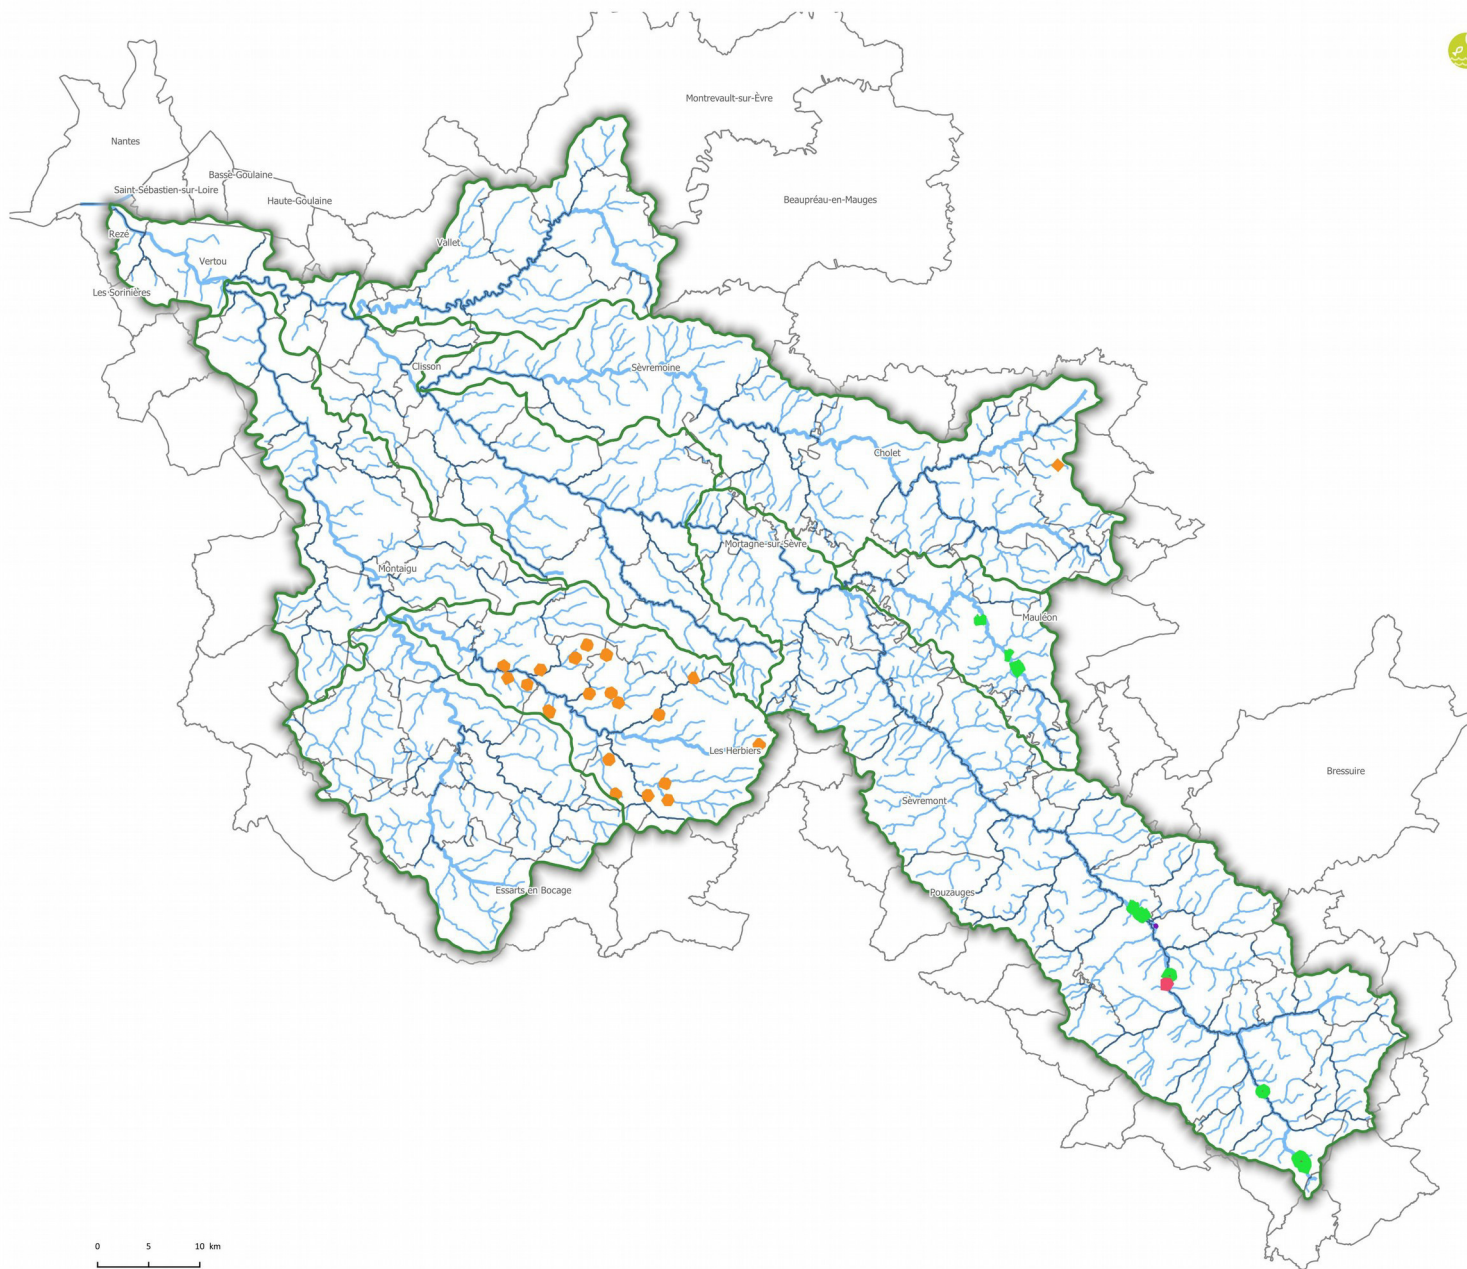 Montrevault-sur-Èvre
Nantes
Basse-Goulaine
Saint-Sébastien-sur-Loire
Haute-Goulaine
Beaupréau-en-Mauges
Rezé
Vallet
Vertou
Les Sorinières
Clisson
Sèvremoine
Cholet
Mortagne-sur-Sèvre
Montaigu
Mauléon
Les Herbiers
Bressuire
Sèvremont
Essarts en Bocage
Pouzauges
0 5 10 km